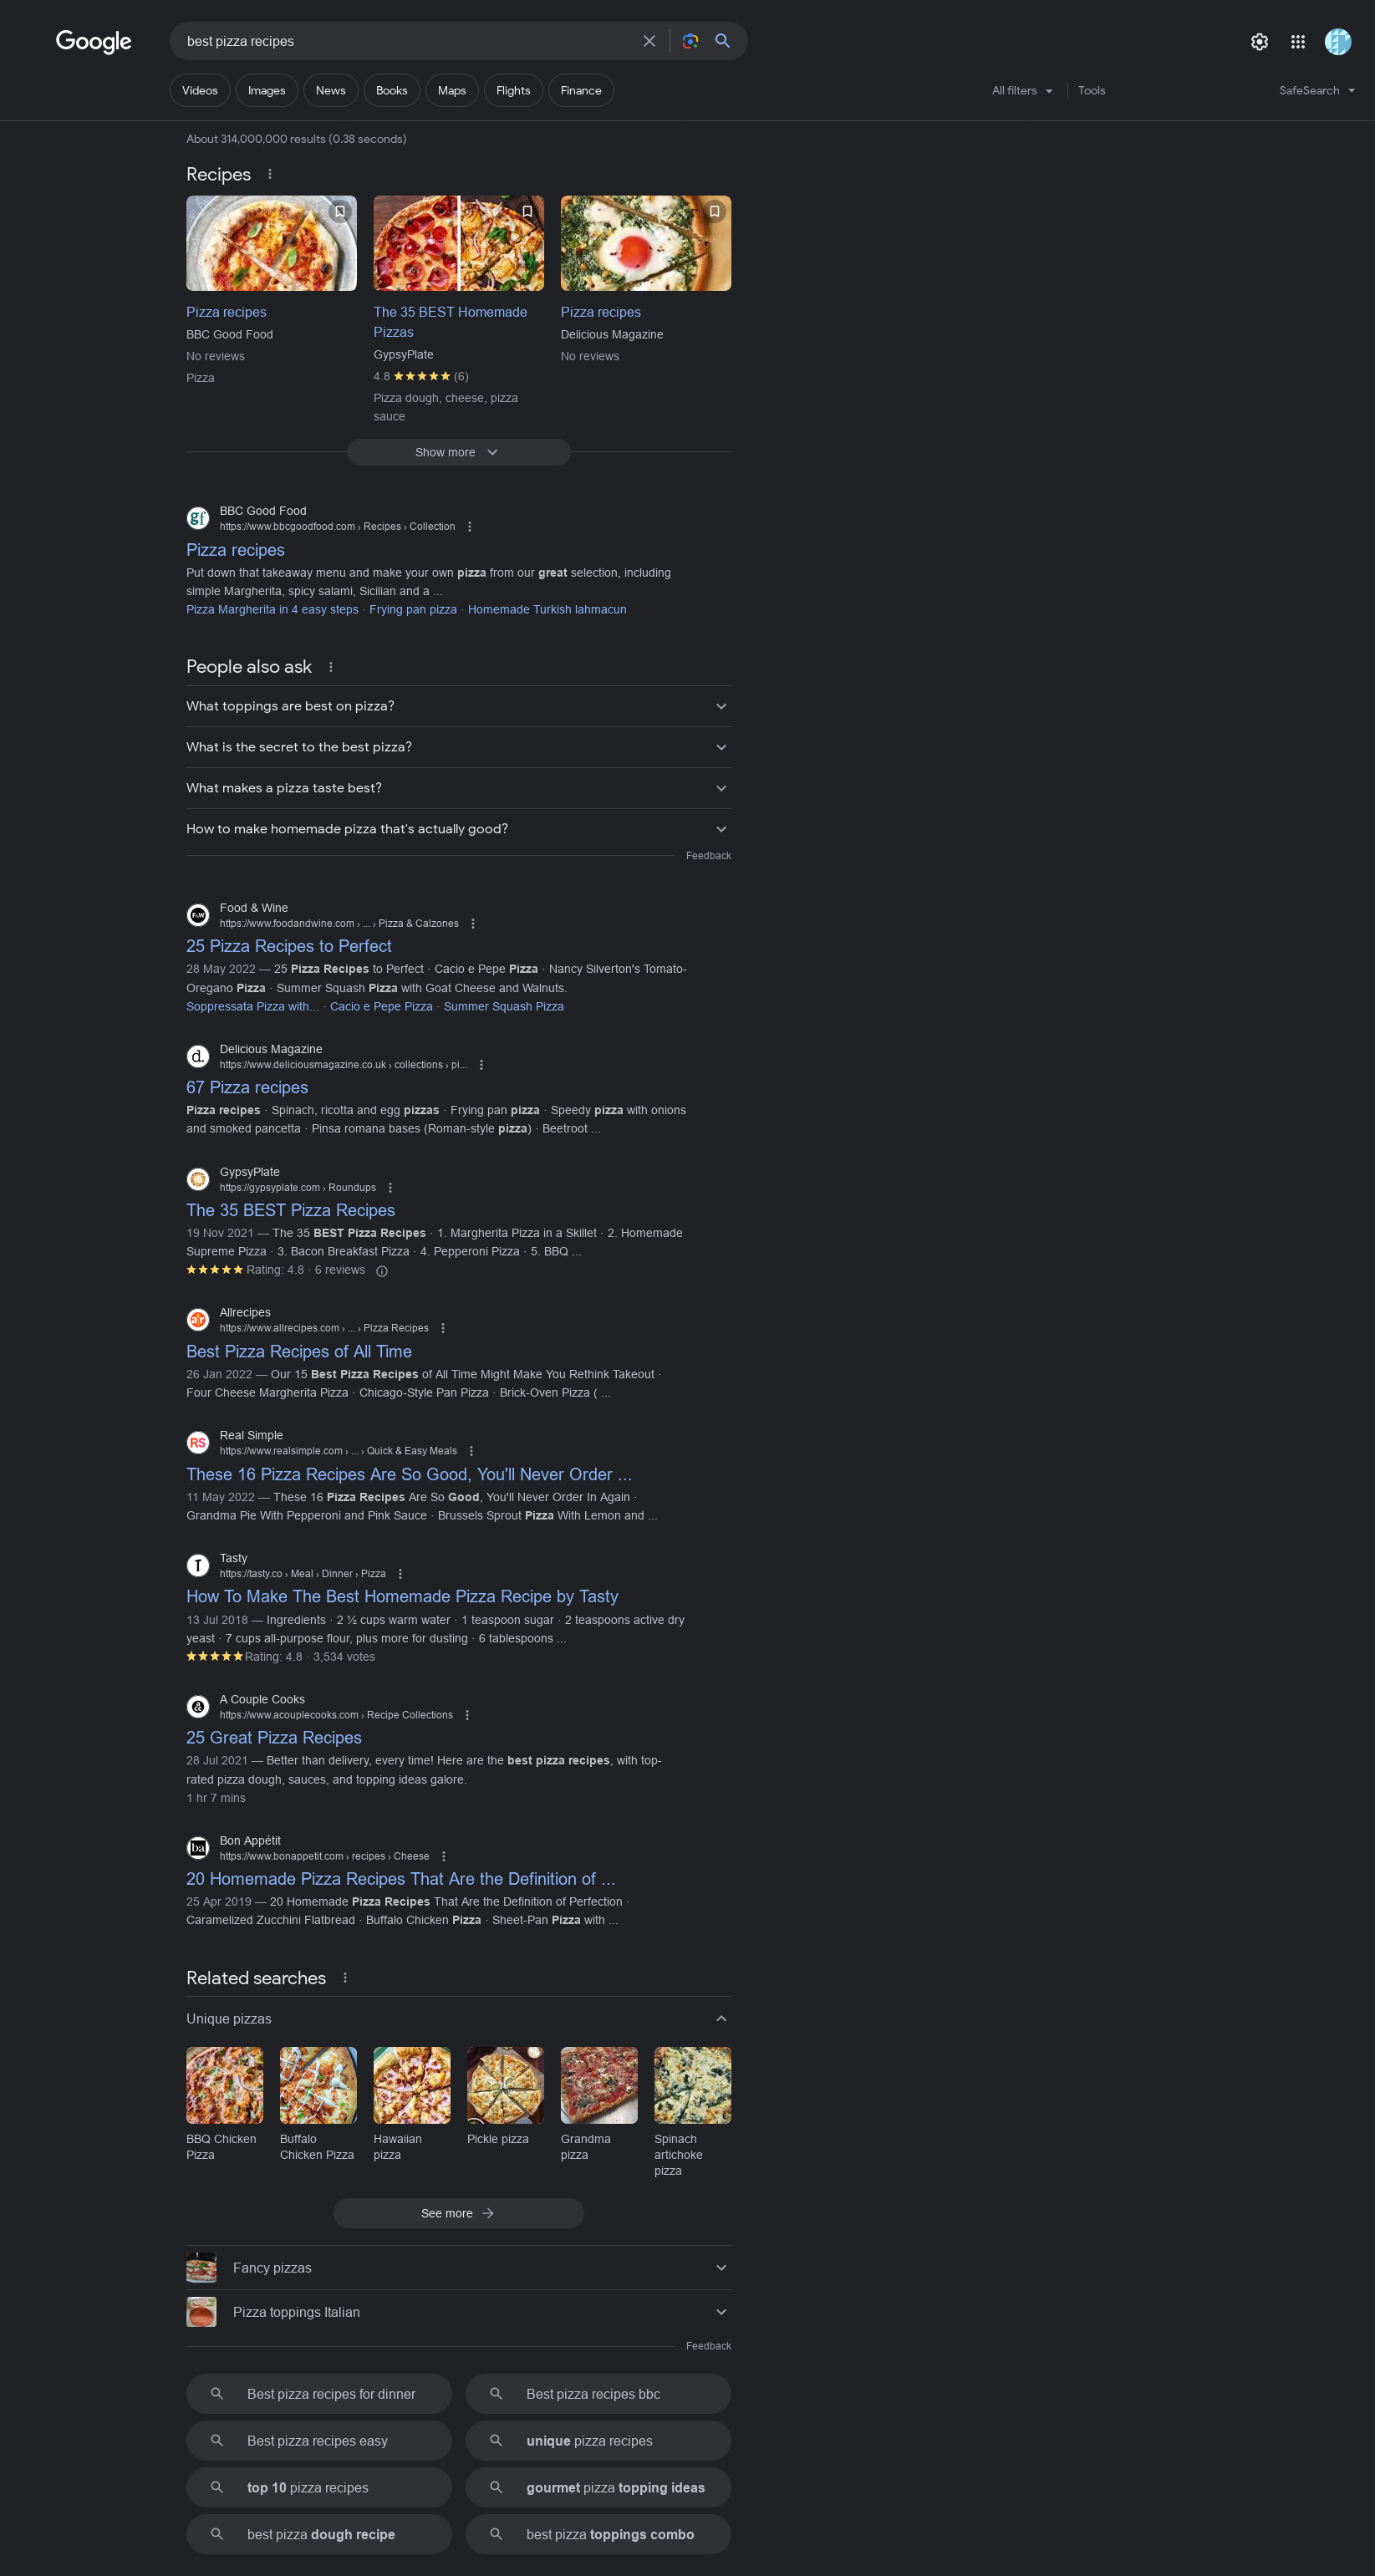 Google
best pizza recipes
Videos
Images
News
Books
Maps
Flights
Finance
All filters
Tools
SafeSearch
About 314,000,000 results (0.38 seconds)
Recipes
Pizza recipes
BBC Good Food
No reviews
Pizza
The 35 BEST Homemade
Pizzas
GypsyPlate
4.8 (6)
Pizza dough, cheese, pizza
sauce
Pizza recipes
Delicious Magazine
No reviews
Show more
gf
BBC Good Food
https://www.bbcgoodfood.com › Recipes › Collection
Pizza recipes
Put down that takeaway menu and make your own pizza from our great selection, including
simple Margherita, spicy salami, Sicilian and a ...
Pizza Margherita in 4 easy steps · Frying pan pizza · Homemade Turkish lahmacun
People also ask
What toppings are best on pizza?
What is the secret to the best pizza?
What makes a pizza taste best?
How to make homemade pizza that's actually good?
Feedback
F&W
Food & Wine
https://www.foodandwine.com › ... › Pizza & Calzones
25 Pizza Recipes to Perfect
28 May 2022 — 25 Pizza Recipes to Perfect · Cacio e Pepe Pizza · Nancy Silverton's Tomato-
Oregano Pizza · Summer Squash Pizza with Goat Cheese and Walnuts.
Soppressata Pizza with... · Cacio e Pepe Pizza · Summer Squash Pizza
d.
Delicious Magazine
https://www.deliciousmagazine.co.uk › collections › pi...
67 Pizza recipes
Pizza recipes · Spinach, ricotta and egg pizzas · Frying pan pizza · Speedy pizza with onions
and smoked pancetta · Pinsa romana bases (Roman-style pizza) · Beetroot ...
GypsyPlate
https://gypsyplate.com › Roundups
The 35 BEST Pizza Recipes
19 Nov 2021 — The 35 BEST Pizza Recipes · 1. Margherita Pizza in a Skillet · 2. Homemade
Supreme Pizza · 3. Bacon Breakfast Pizza · 4. Pepperoni Pizza · 5. BBQ ...
Rating: 4.8 · 6 reviews
ar
Allrecipes
https://www.allrecipes.com › ... › Pizza Recipes
Best Pizza Recipes of All Time
26 Jan 2022 — Our 15 Best Pizza Recipes of All Time Might Make You Rethink Takeout ·
Four Cheese Margherita Pizza · Chicago-Style Pan Pizza · Brick-Oven Pizza ( ...
RS
Real Simple
https://www.realsimple.com › ... › Quick & Easy Meals
These 16 Pizza Recipes Are So Good, You'll Never Order ...
11 May 2022 — These 16 Pizza Recipes Are So Good, You'll Never Order In Again ·
Grandma Pie With Pepperoni and Pink Sauce · Brussels Sprout Pizza With Lemon and ...
T
Tasty
https://tasty.co › Meal › Dinner › Pizza
How To Make The Best Homemade Pizza Recipe by Tasty
13 Jul 2018 — Ingredients · 2 ½ cups warm water · 1 teaspoon sugar · 2 teaspoons active dry
yeast · 7 cups all-purpose flour, plus more for dusting · 6 tablespoons ...
Rating: 4.8 · 3,534 votes
A Couple Cooks
https://www.acouplecooks.com › Recipe Collections
25 Great Pizza Recipes
28 Jul 2021 — Better than delivery, every time! Here are the best pizza recipes, with top-
rated pizza dough, sauces, and topping ideas galore.
1 hr 7 mins
ba
Bon Appétit
https://www.bonappetit.com › recipes › Cheese
20 Homemade Pizza Recipes That Are the Definition of ...
25 Apr 2019 — 20 Homemade Pizza Recipes That Are the Definition of Perfection ·
Caramelized Zucchini Flatbread · Buffalo Chicken Pizza · Sheet-Pan Pizza with ...
Related searches
Unique pizzas
BBQ Chicken
Pizza
Buffalo
Chicken Pizza
Hawaiian
pizza
Pickle pizza
Grandma
pizza
Spinach
artichoke
pizza
See more
Fancy pizzas
Pizza toppings Italian
Feedback
Best pizza recipes for dinner
Best pizza recipes bbc
Best pizza recipes easy
unique pizza recipes
top 10 pizza recipes
gourmet pizza topping ideas
best pizza dough recipe
best pizza toppings combo